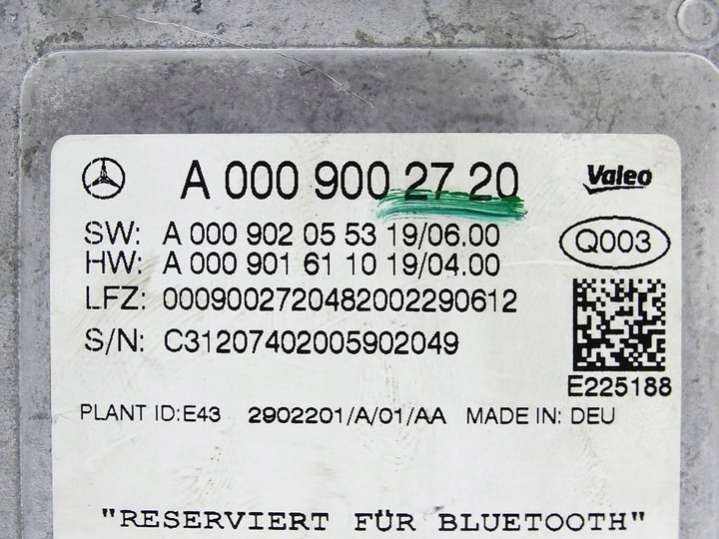 A 000 900 27 20 Valeo
SW: A 000 902 05 53 19/06.00
HW: A 000 901 61 10 19/04.00
Q003
LFZ: 0009002720482002290612
S/N: C31207402005902049
E225188
PLANT ID:E43 2902201/A/01/AA MADE IN: DEU
"RESERVIERT FÜR BLUETOOTH"